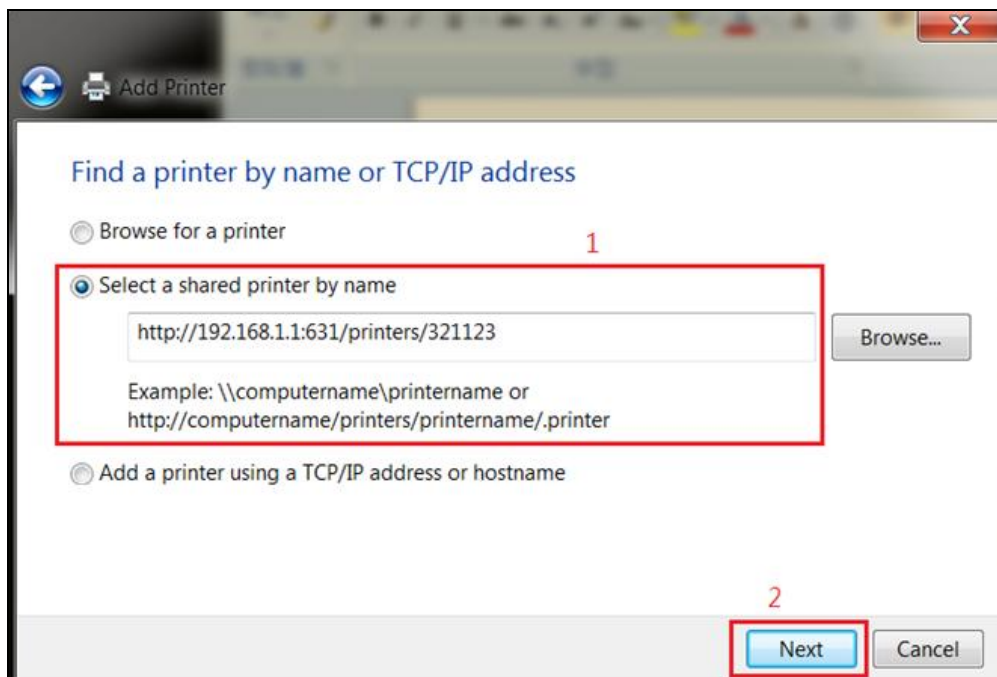 Add Printer
Find a printer by name or TCP/IP address
Browse for a printer
1
Select a shared printer by name
http://192.168.1.1:631/printers/321123
Browse...
Example: \\computername\printername or
http://computername/printers/printername/.printer
Add a printer using a TCP/IP address or hostname
2
Next
Cancel